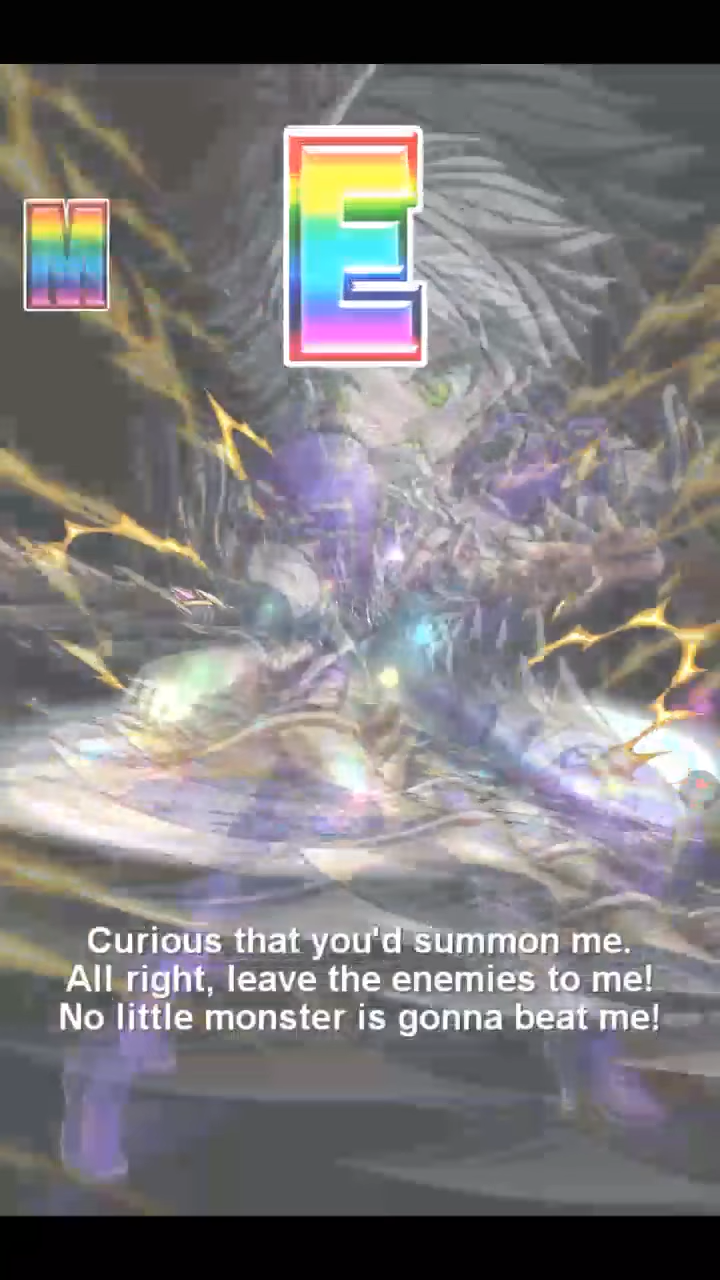 M E
Curious that you'd summon me.
All right, leave the enemies to me!
No little monster is gonna beat me!